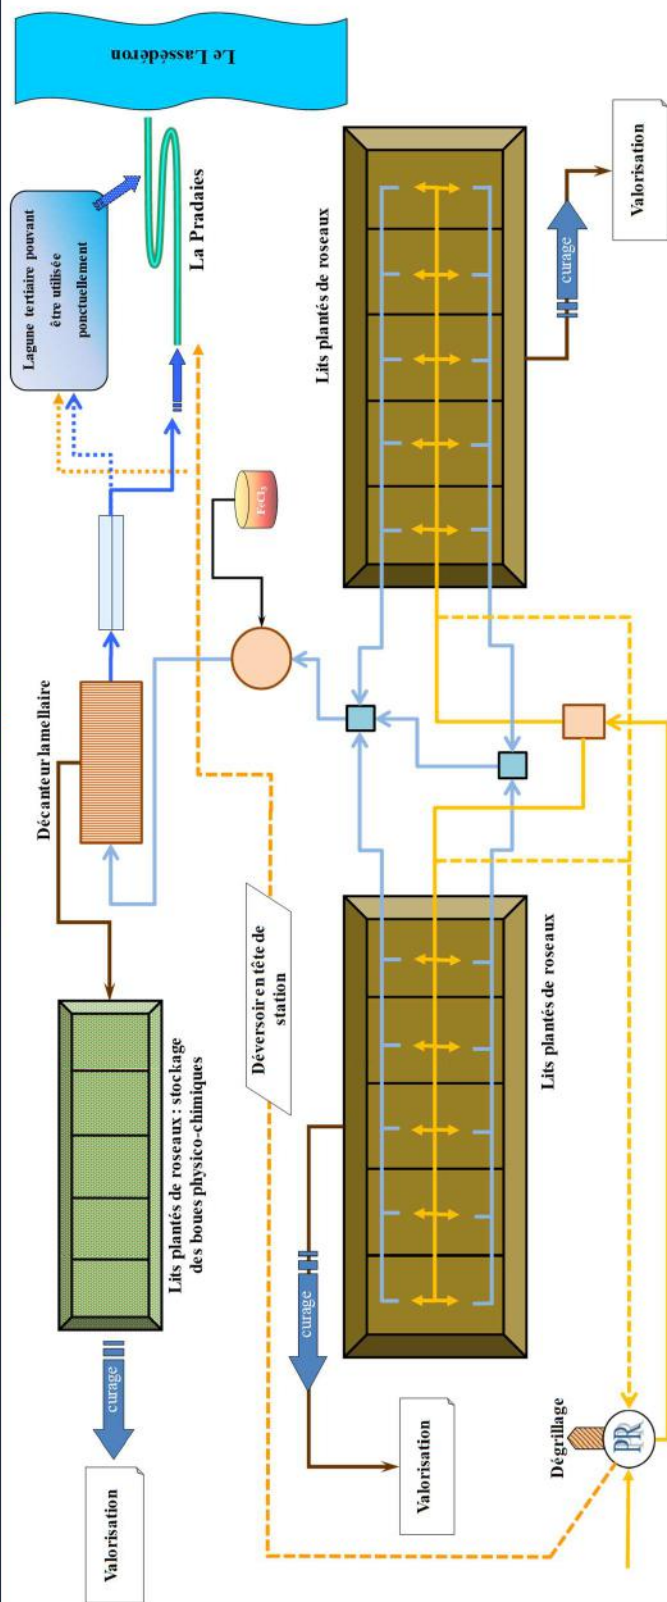 Valorisation
curage
Lits plantés de roseaux : stockage
des boues physico-chimiques
Décanteur lamellaire
Lagune tertiaire pouvant
être utilisée
ponctuellement
La Pradaies
Le Lassédéron
FeCl3
Déversoir en tête de
station
Valorisation
curage
Lits plantés de roseaux
Lits plantés de roseaux
curage
Valorisation
Dégrillage
PR